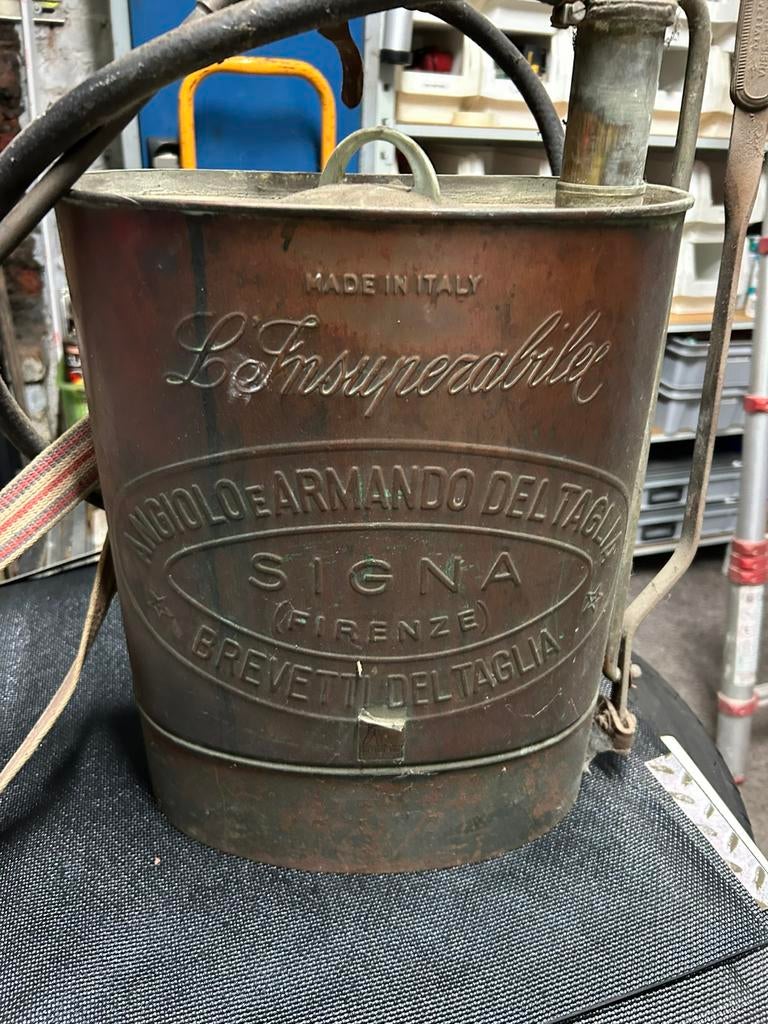 MADE IN ITALY
L'Insuperabile
ANGIOLO E ARMANDO DEL TAGLIA
SIGNA
(FIRENZE)
BREVETTI DEL TAGLIA